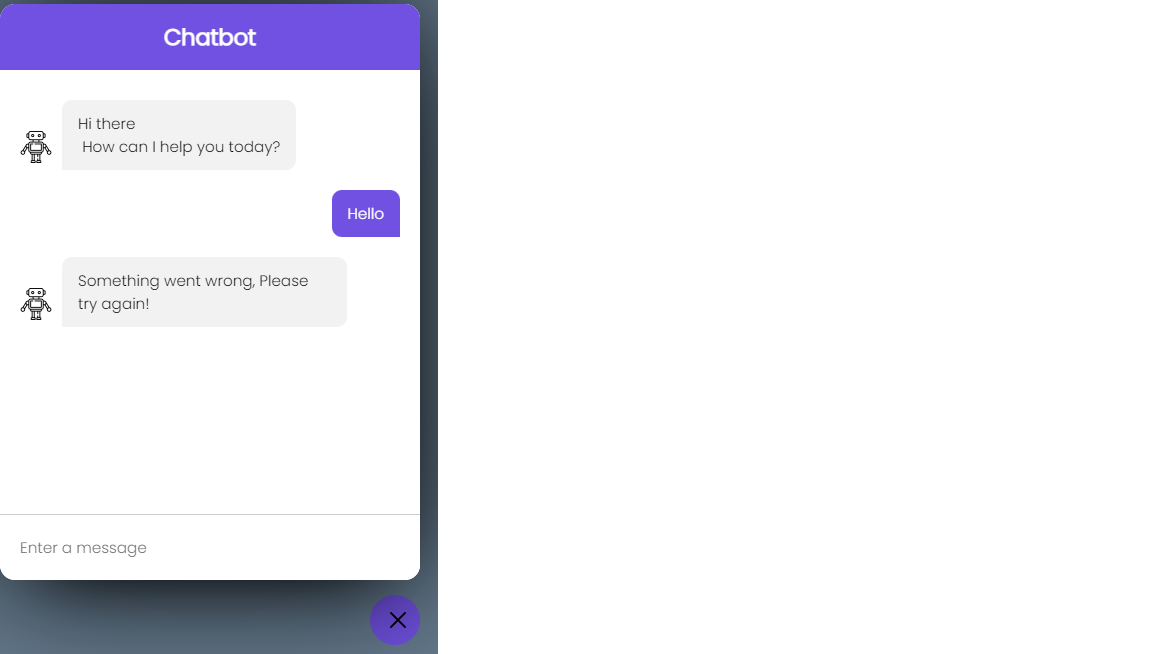 Chatbot
Hi there
How can I help you today?
Hello
Something went wrong, Please
try again!
Enter a message